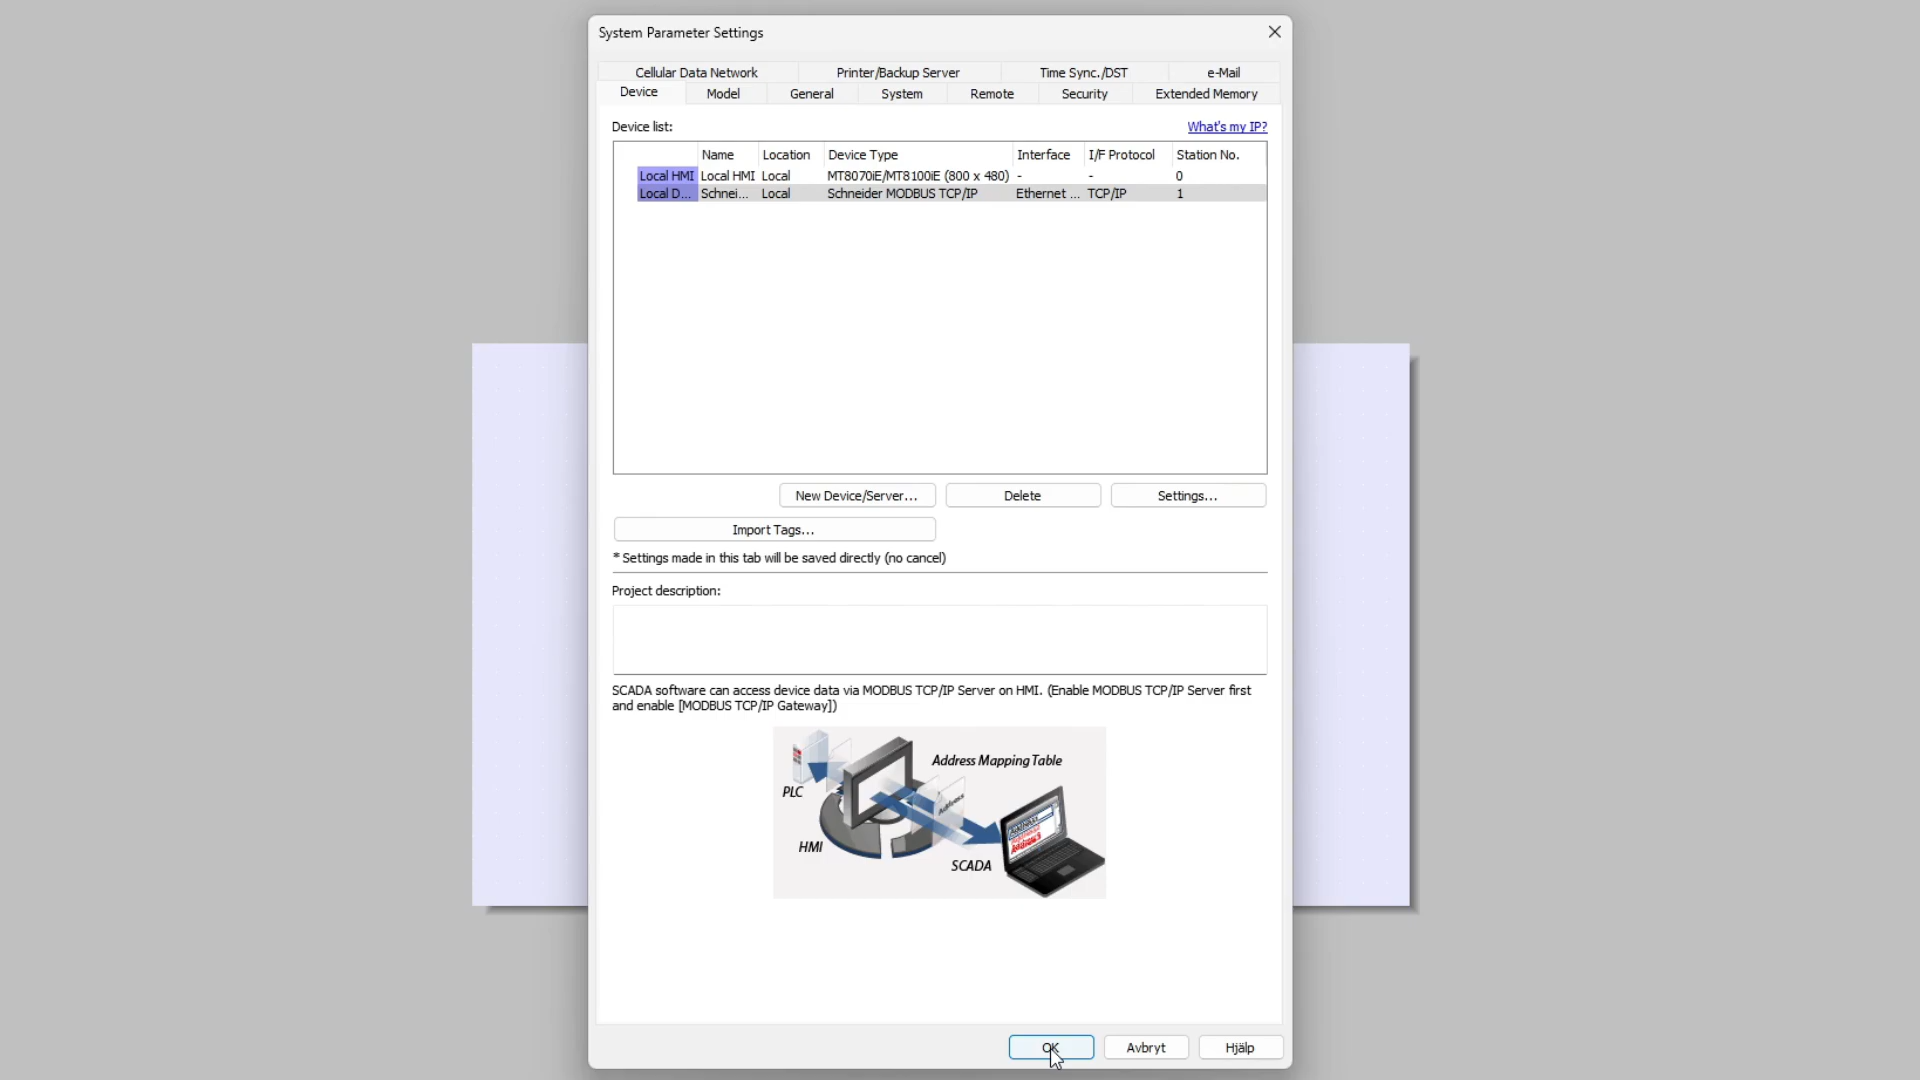 System Parameter Settings
Cellular Data Network Printer/Backup Server Time Sync./DST e-Mail
Device Model General System Remote Security Extended Memory
Device list: What's my IP?
Name Location Device Type Interface I/F Protocol Station No.
Local HMI Local HMI Local MT8070iE/MT8100iE (800 x 480) - - 0
Local D... Schnei... Local Schneider MODBUS TCP/IP Ethernet ... TCP/IP 1
New Device/Server... Delete Settings...
Import Tags...
* Settings made in this tab will be saved directly (no cancel)
Project description:
SCADA software can access device data via MODBUS TCP/IP Server on HMI. (Enable MODBUS TCP/IP Server first
and enable [MODBUS TCP/IP Gateway])
Address Mapping Table
PLC
Address
HMI
SCADA
OK Avbryt Hjälp